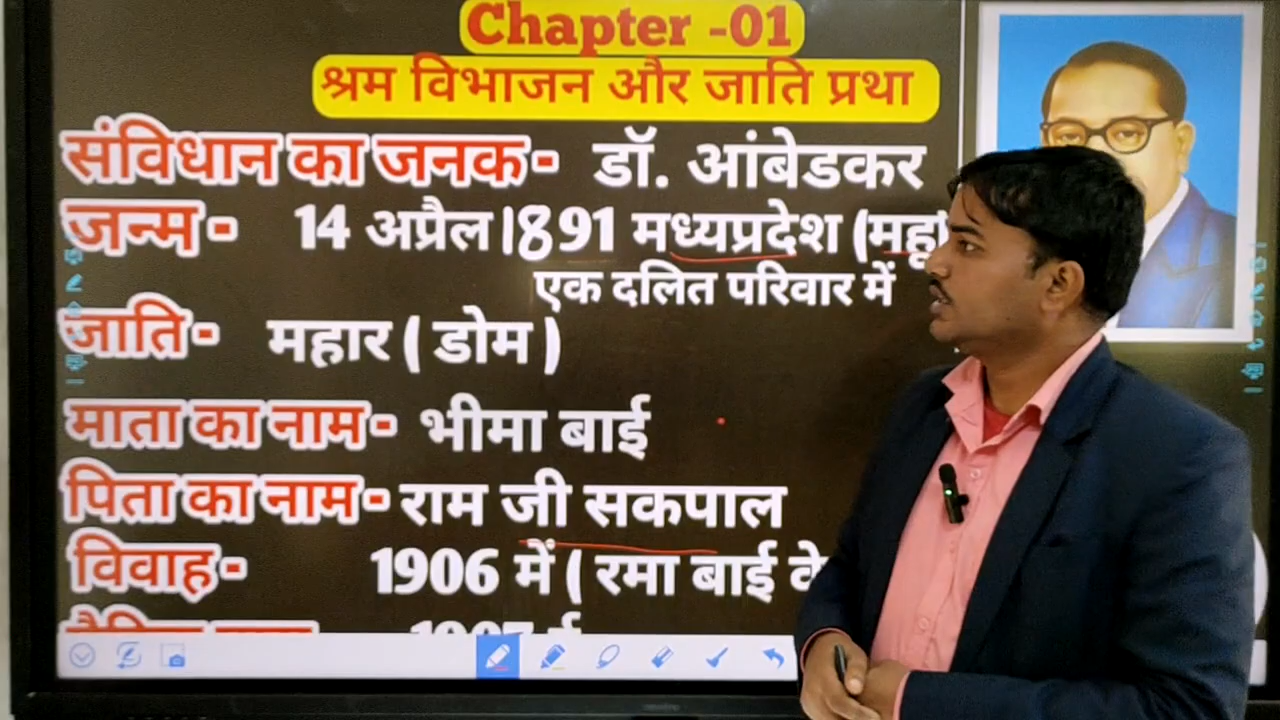 Chapter -01
श्रम विभाजन और जाति प्रथा
संविधान का जनक - डॉ. आंबेडकर
जन्म - 14 अप्रैल 1891 मध्यप्रदेश (महू
एक दलित परिवार में
जाति - महार ( डोम )
माता का नाम - भीमा बाई
पिता का नाम - राम जी सकपाल
विवाह - 1906 में ( रमा बाई